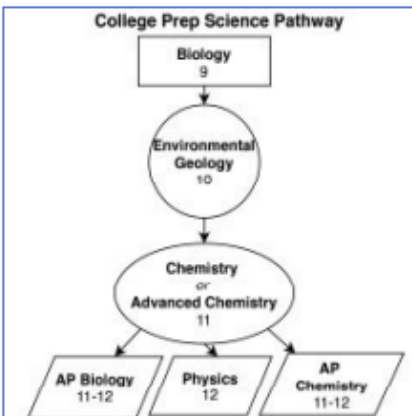 College Prep Science Pathway
Biology
9
Environmental
Geology
10
Chemistry
or
Advanced Chemistry
11
AP Biology
11-12
Physics
12
AP
Chemistry
11-12